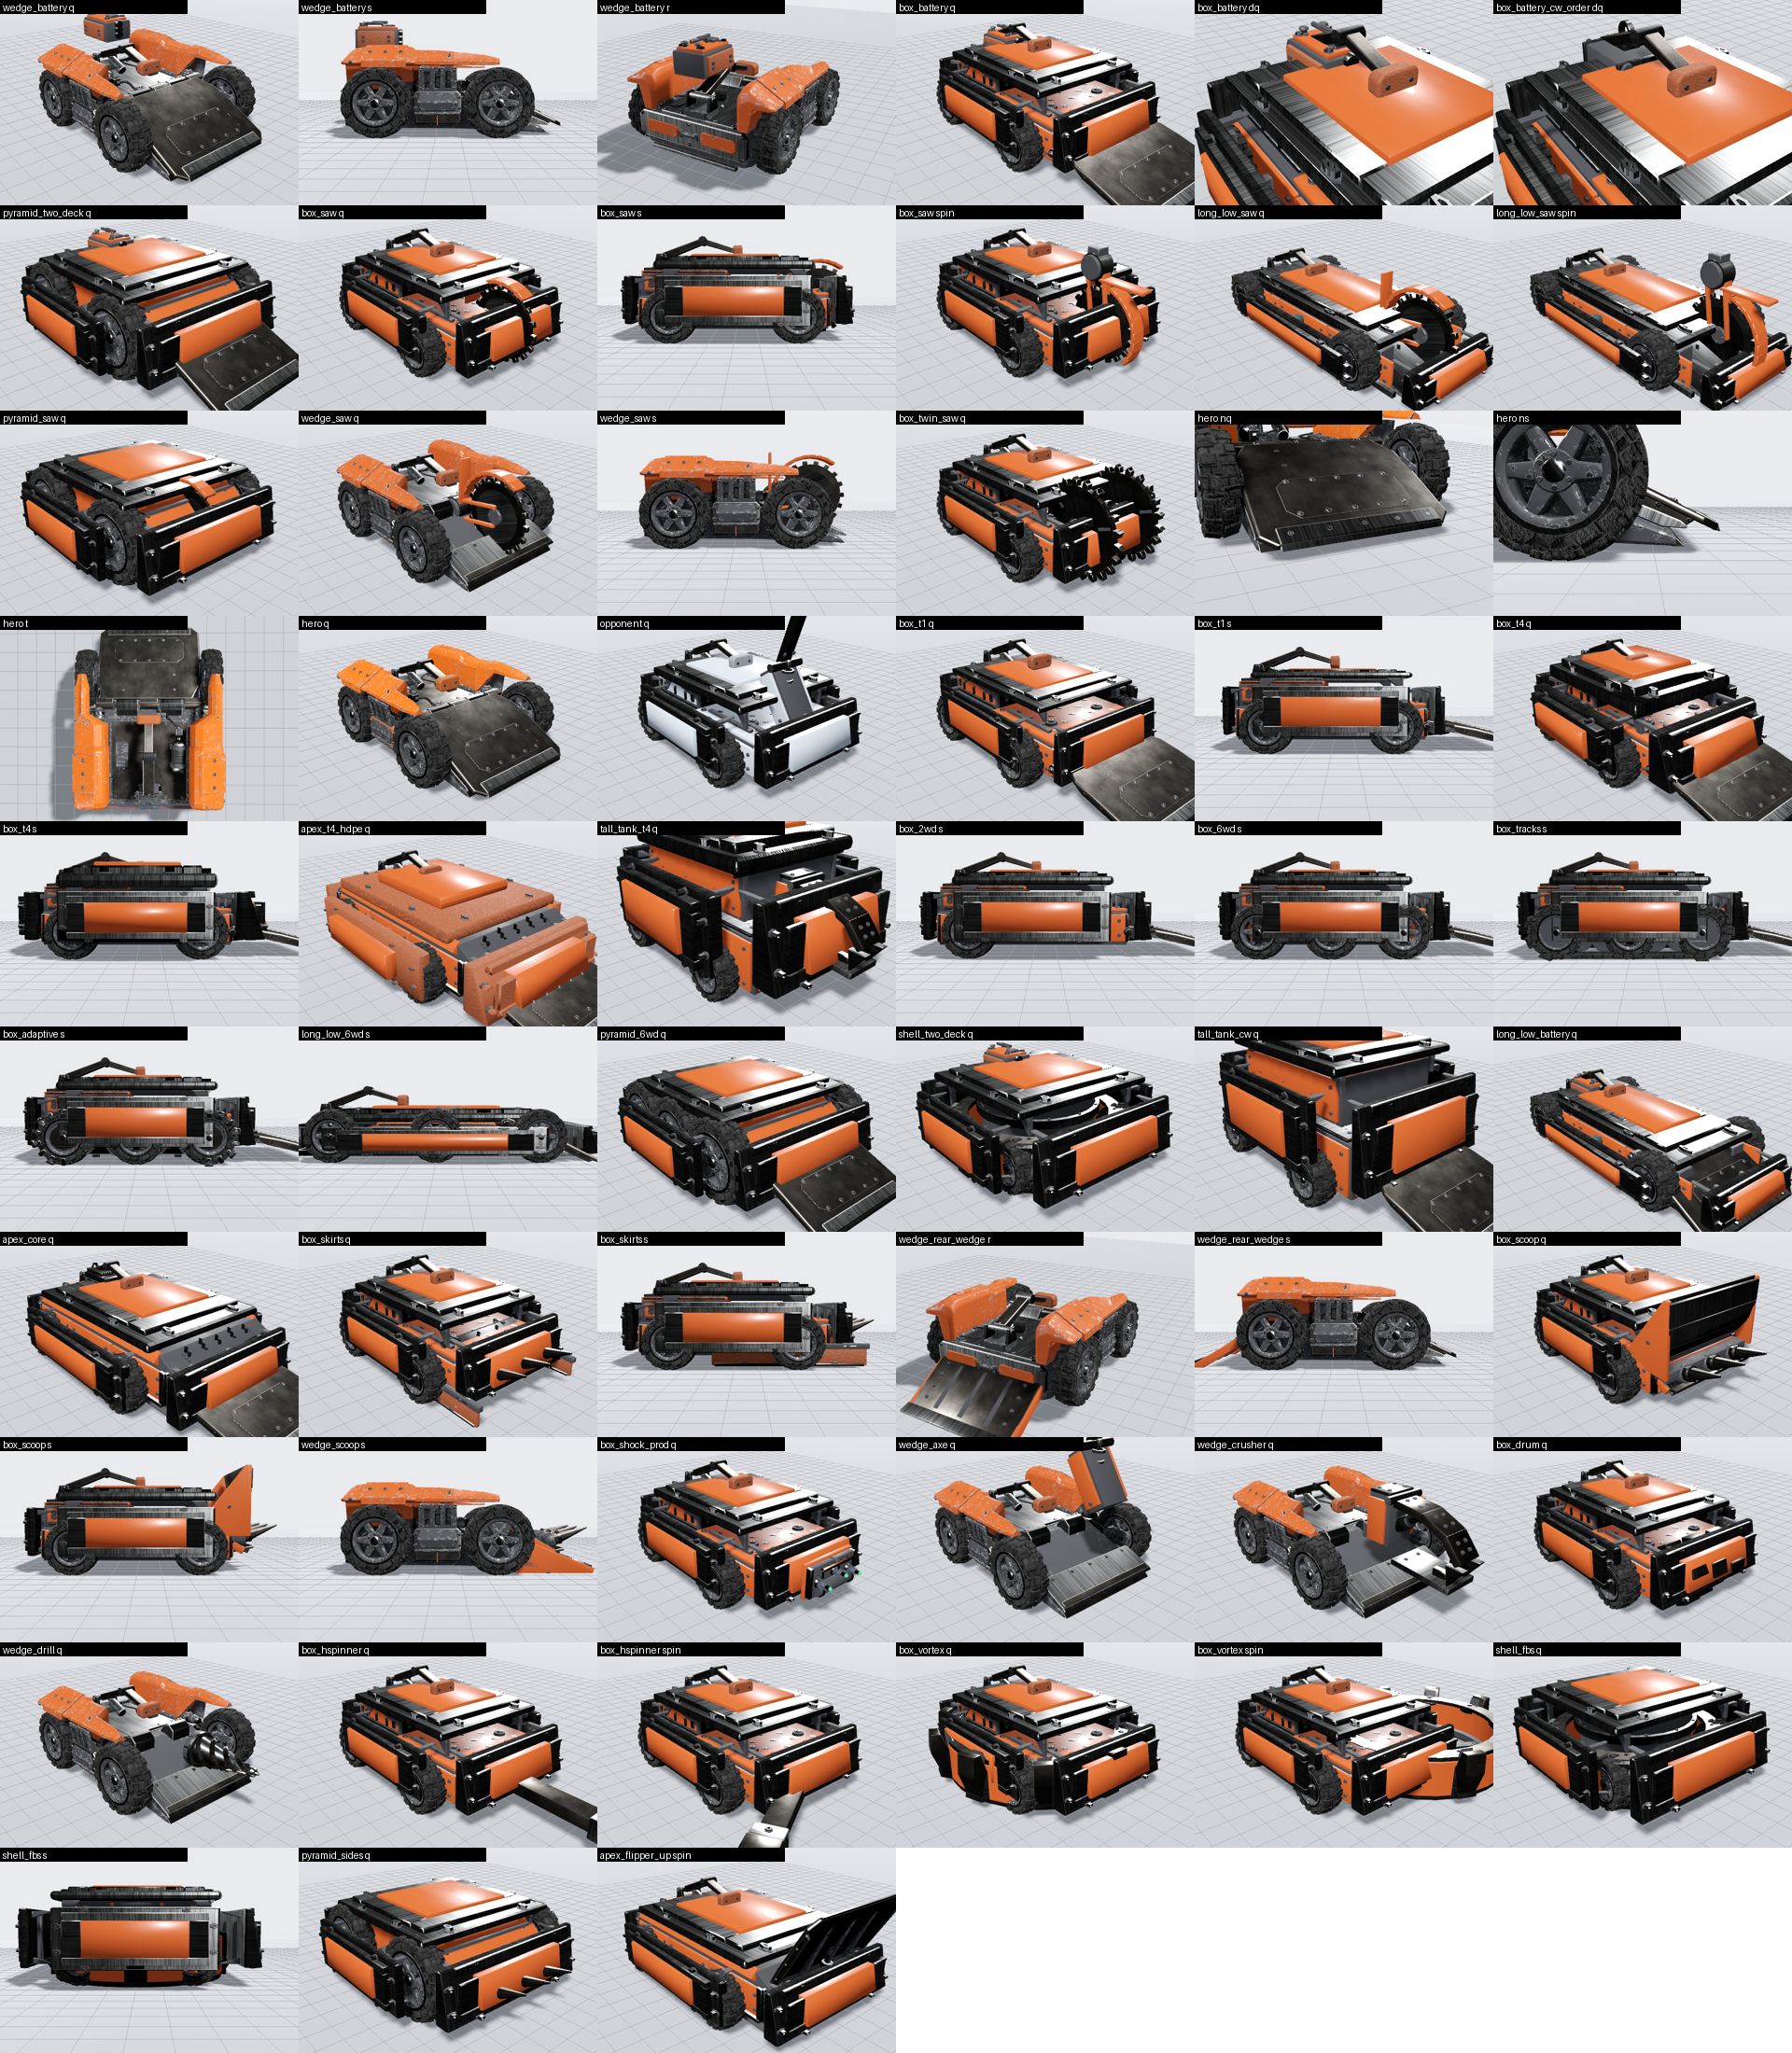 wedge_battery q
wedge_battery s
wedge_battery r
box_battery q
box_battery dq
box_battery_cw_order dq
pyramid_two_deck q
box_saw q
box_saw s
box_saw spin
long_low_saw q
long_low_saw spin
pyramid_saw q
wedge_saw q
wedge_saw s
box_twin_saw q
hero nq
hero ns
hero t
hero q
opponent q
box_t1 q
box_t1 s
box_t4 q
box_t4 s
apex_t4_hdpe q
tall_tank_t4 q
box_2wd s
box_6wd s
box_tracks s
box_adaptive s
long_low_6wd s
pyramid_6wd q
shell_two_deck q
tall_tank_cw q
long_low_battery q
apex_core q
box_skirts q
box_skirts s
wedge_rear_wedge r
wedge_rear_wedge s
box_scoop q
box_scoop s
wedge_scoop s
box_shock_prod q
wedge_axe q
wedge_crusher q
box_drum q
wedge_drill q
box_hspinner q
box_hspinner spin
box_vortex q
box_vortex spin
shell_fbs q
shell_fbs s
pyramid_sides q
apex_flipper_up spin